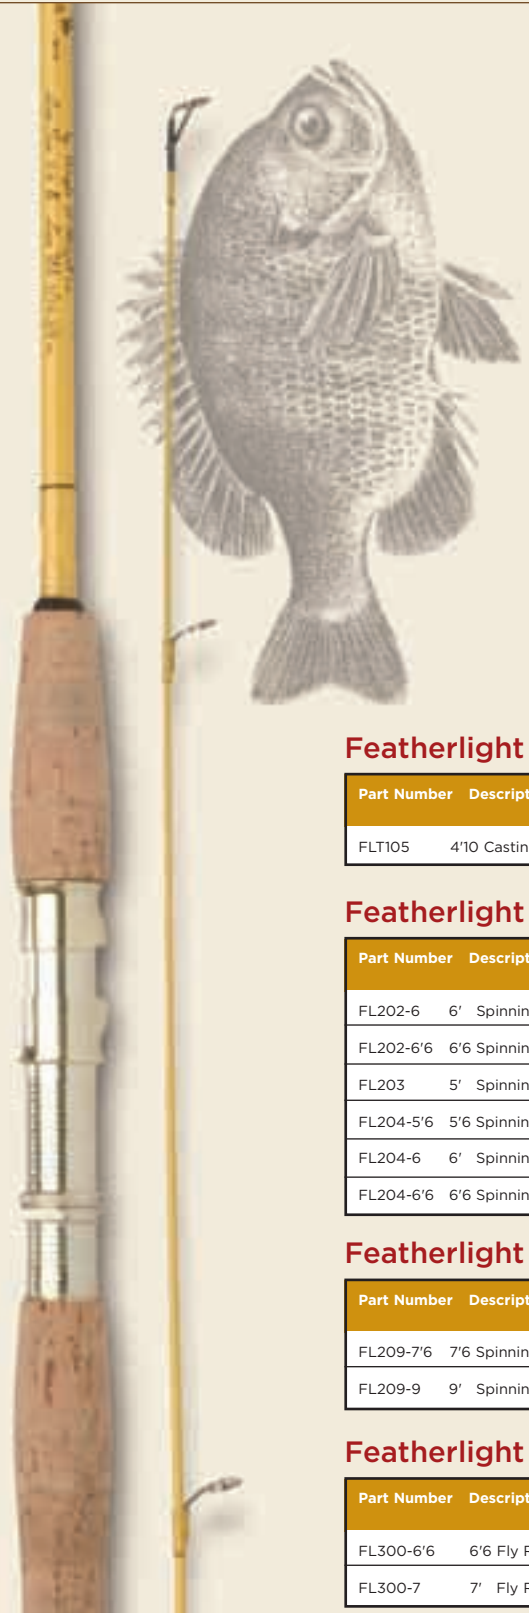 Featherlight
Part Number Descript
FLT105 4'10 Castin
Featherlight
Part Number Descript
FL202-6 6' Spinnin
FL202-6'6 6'6 Spinnin
FL203 5' Spinnin
FL204-5'6 5'6 Spinnin
FL204-6 6' Spinnin
FL204-6'6 6'6 Spinnin
Featherlight
Part Number Descript
FL209-7'6 7'6 Spinnin
FL209-9 9' Spinnin
Featherlight
Part Number Descript
FL300-6'6 6'6 Fly R
FL300-7 7' Fly R